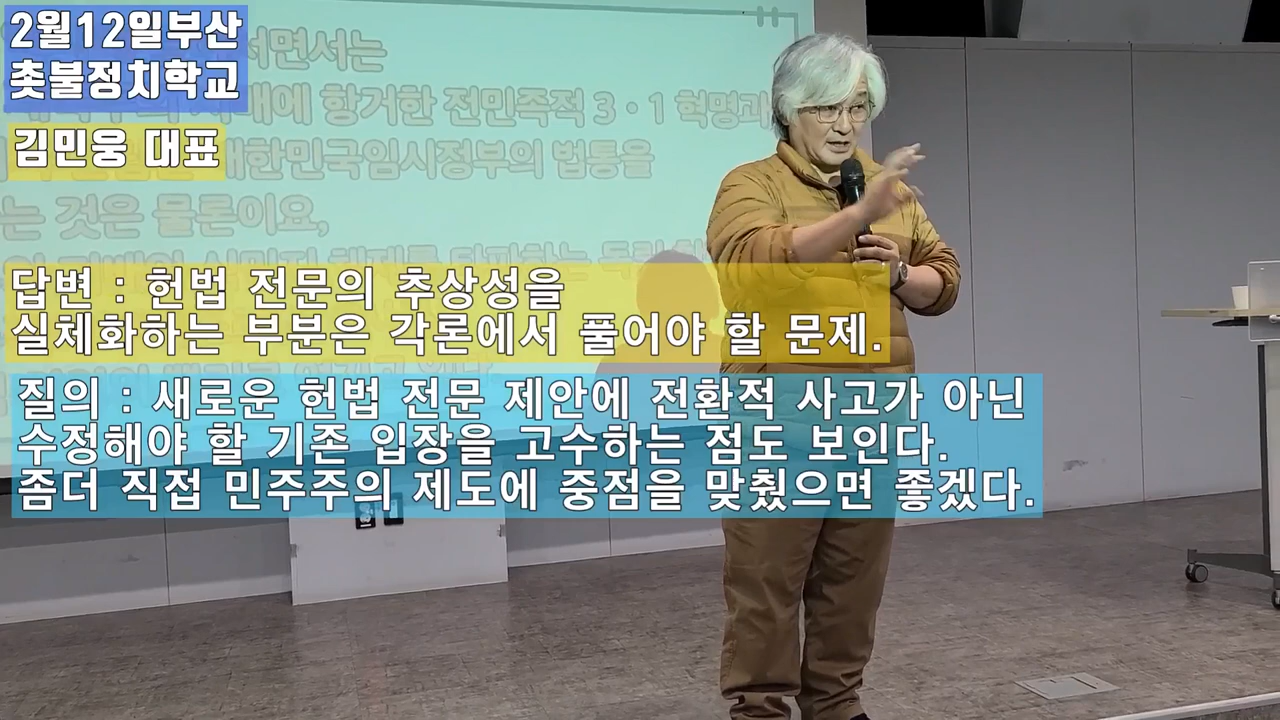 2월12일부산
촛불정치학교
김민웅 대표
서면서는
항거한 전민족적 3·1 혁명과
대한민국임시정부의 법통을
는 것은 물론이요,
답변 : 헌법 전문의 추상성을
실체화하는 부분은 각론에서 풀어야 할 문제.
질의 : 새로운 헌법 전문 제안에 전환적 사고가 아닌
수정해야 할 기존 입장을 고수하는 점도 보인다.
좀더 직접 민주주의 제도에 중점을 맞췄으면 좋겠다.